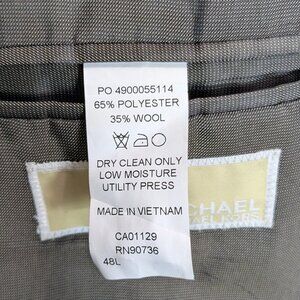 PO 4900055114
65% POLYESTER
35% WOOL
DRY CLEAN ONLY
LOW MOISTURE
UTILITY PRESS
MADE IN VIETNAM
CA01129
RN90736
48L
CHAEL